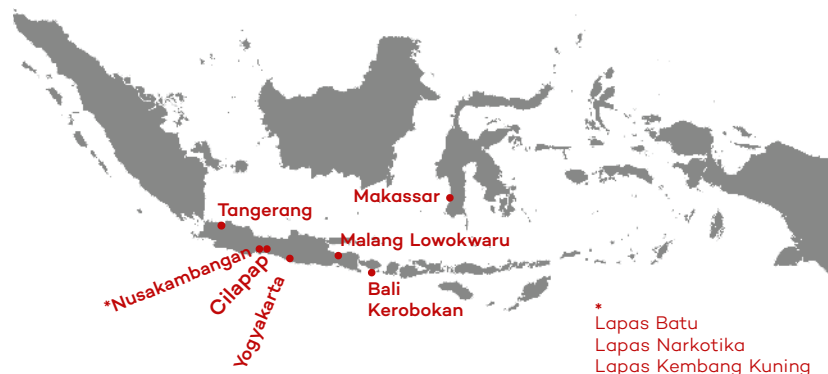 Makassar
Tangerang
Malang Lowokwaru
*Nusakambangan
Cilapap
Yogyakarta
Bali
Kerobokan
*
Lapas Batu
Lapas Narkotika
Lapas Kembang Kuning